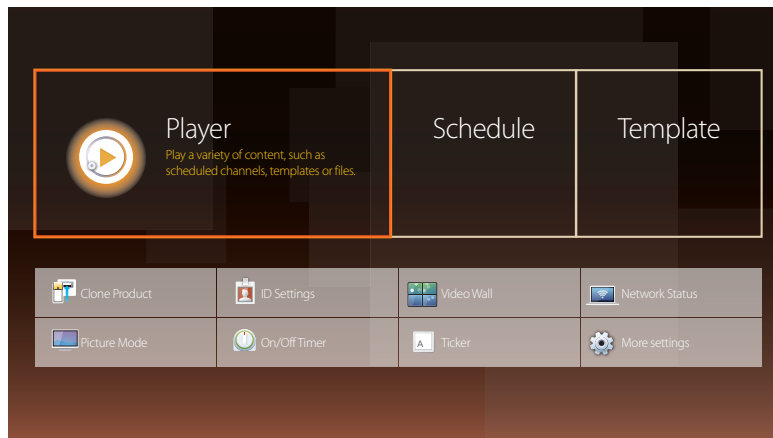 Player
Play a variety of content, such as
scheduled channels, templates or files.
Schedule
Template
Clone Product
ID Settings
Video Wall
Network Status
Picture Mode
On/Off Timer
A
Ticker
More settings